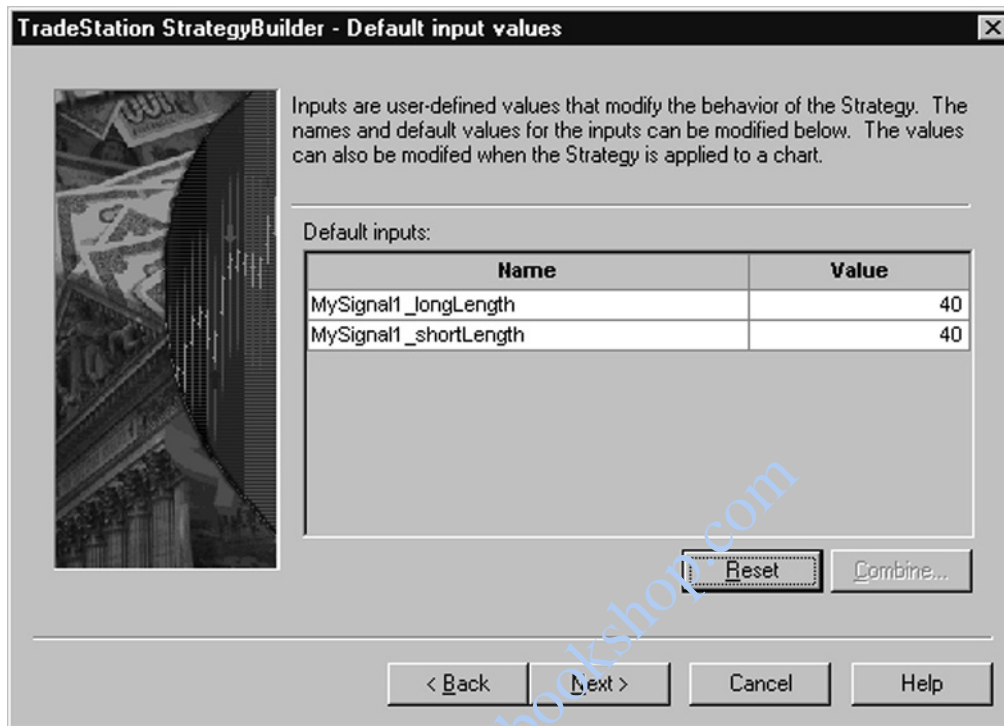 TradeStation StrategyBuilder - Default input values
Inputs are user-defined values that modify the behavior of the Strategy. The
names and default values for the inputs can be modified below. The values
can also be modifed when the Strategy is applied to a chart.
Default inputs:
Name Value
MySignal1_longLength 40
MySignal1_shortLength 40
Reset Combine...
< Back Next > Cancel Help
bookshop.com